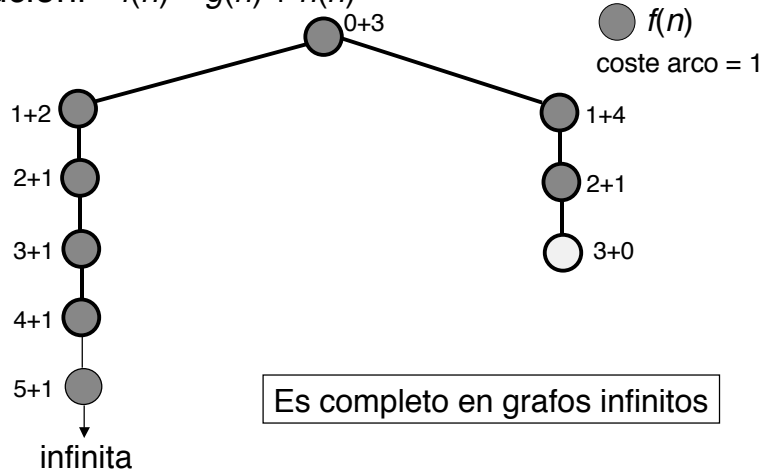 f(n) = g(n) + h(n)
0+3
f(n)
coste arco = 1
1+2
1+4
2+1
2+1
3+1
3+0
4+1
5+1
Es completo en grafos infinitos
infinita